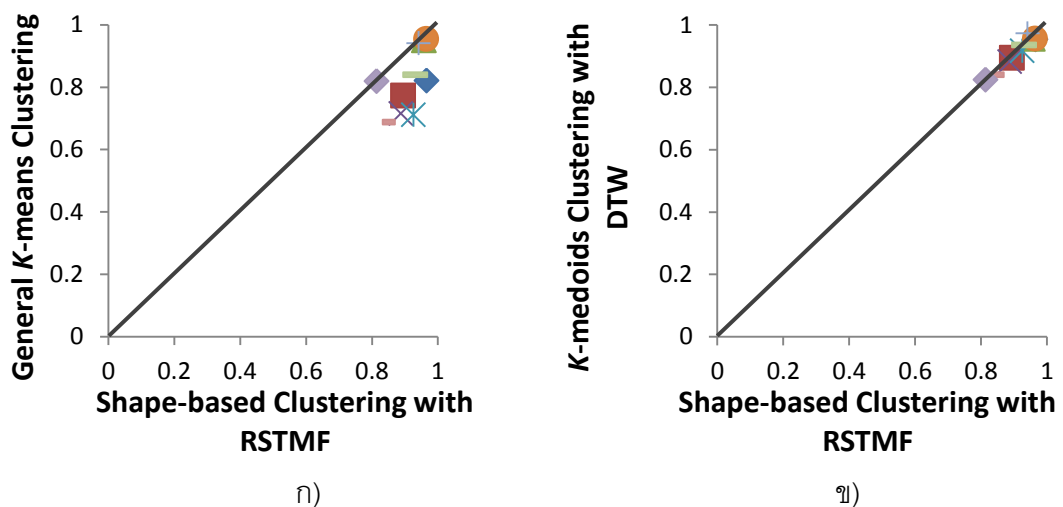 General K-means Clustering
1
0.8
0.6
0.4
0.2
0
0 0.2 0.4 0.6 0.8 1
Shape-based Clustering with
RSTMF
ก)
K-medoids Clustering with
DTW
1
0.8
0.6
0.4
0.2
0
0 0.2 0.4 0.6 0.8 1
Shape-based Clustering with
RSTMF
ข)